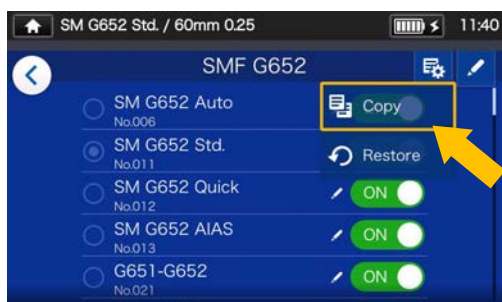 SM G652 Std. / 60mm 0.25 11:40
SMF G652
SM G652 Auto
No.006
Copy
SM G652 Std.
No.011
Restore
SM G652 Quick
No.012
ON
SM G652 AIAS
No.013
ON
G651-G652
No.021
ON